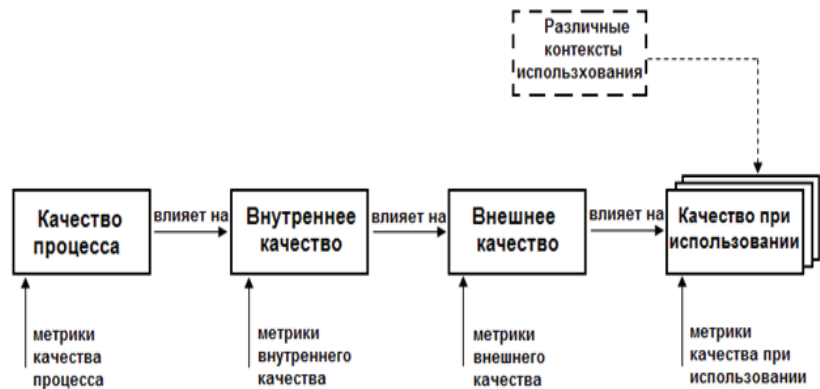 Различные
контексты
использхования
Качество
процесса
влияет на
Внутреннее
качество
влияет на
Внешнее
качество
влияет на
Качество при
использовании
метрики
качества
процесса
метрики
внутреннего
качества
метрики
внешнего
качества
метрики
качества при
использовании